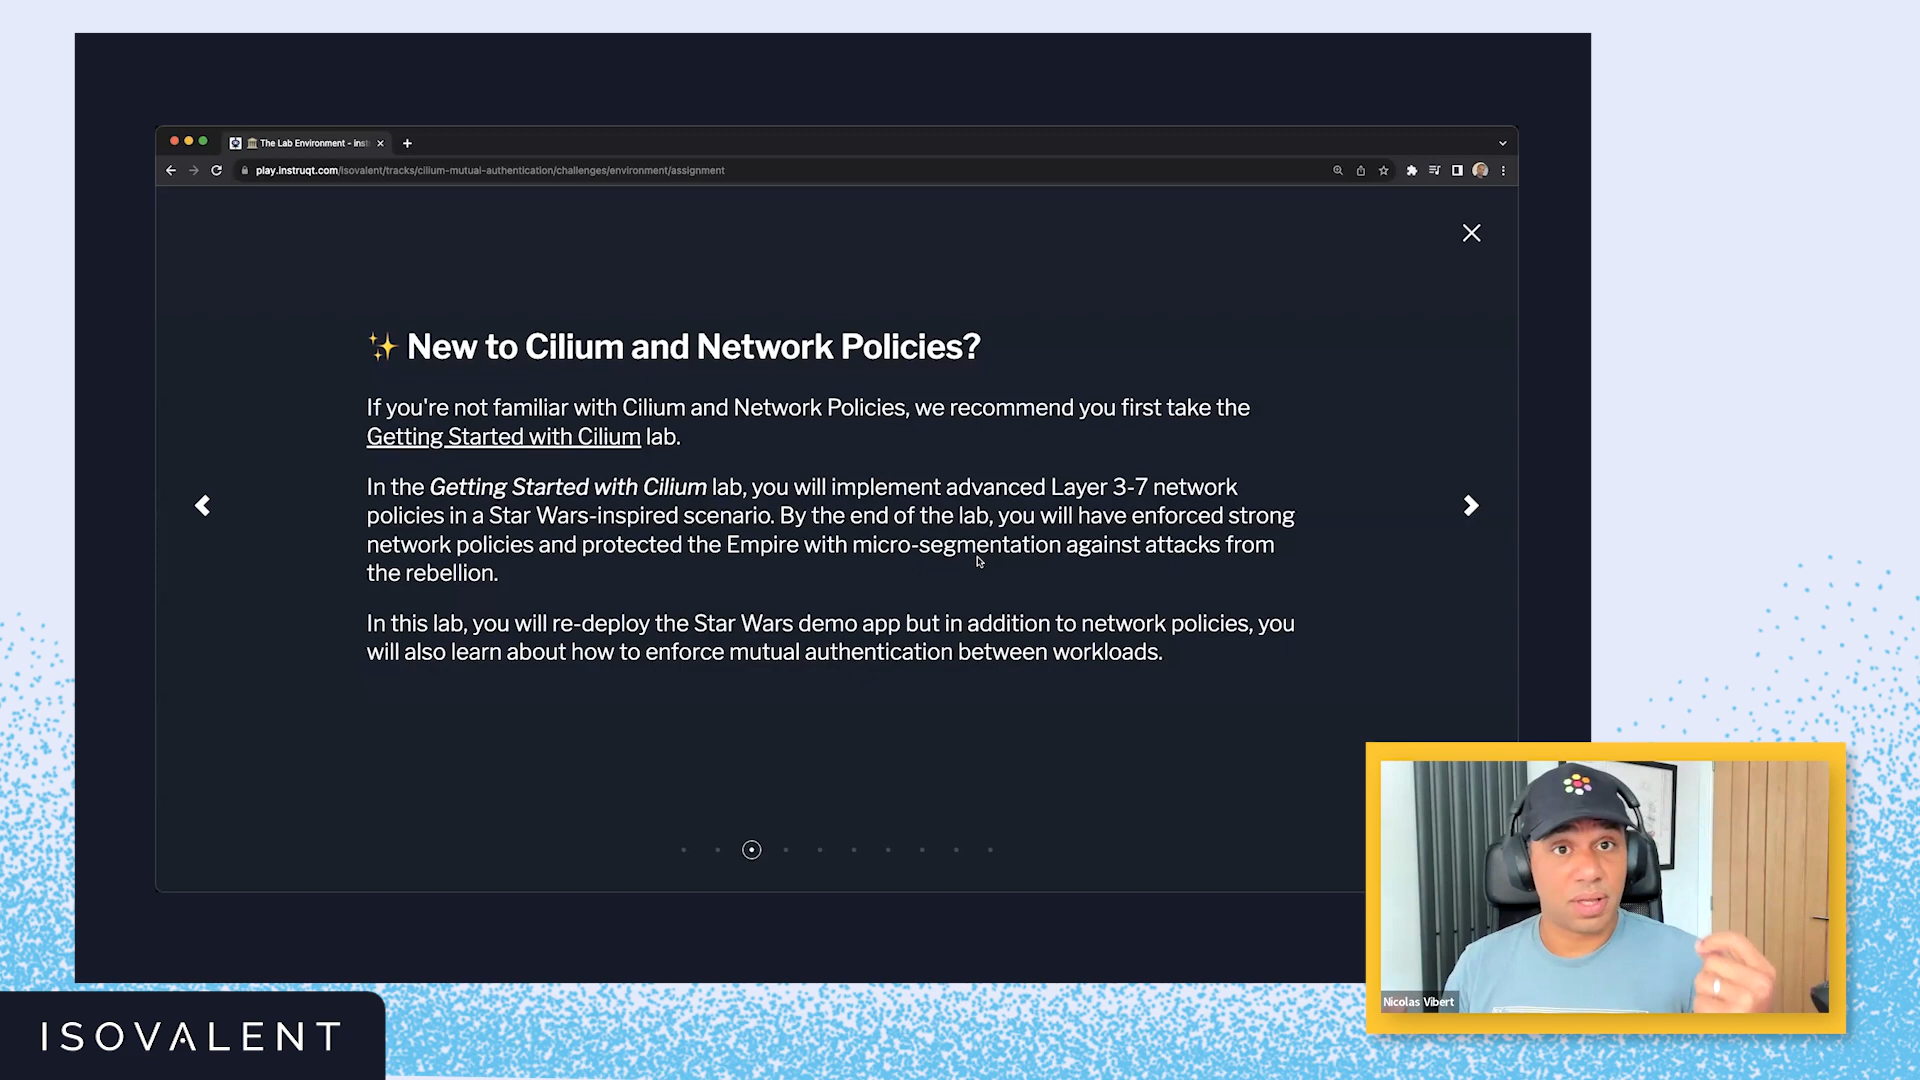 The Lab Environment - Inst
play.instruqt.com/isovalent/tracks/cilium-mutual-authentication/challenges/environment/assignment
✨ New to Cilium and Network Policies?
If you're not familiar with Cilium and Network Policies, we recommend you first take the
Getting Started with Cilium lab.
In the Getting Started with Cilium lab, you will implement advanced Layer 3-7 network
policies in a Star Wars-inspired scenario. By the end of the lab, you will have enforced strong
network policies and protected the Empire with micro-segmentation against attacks from
the rebellion.
In this lab, you will re-deploy the Star Wars demo app but in addition to network policies, you
will also learn about how to enforce mutual authentication between workloads.
Nicolas Vibert
ISOVALENT